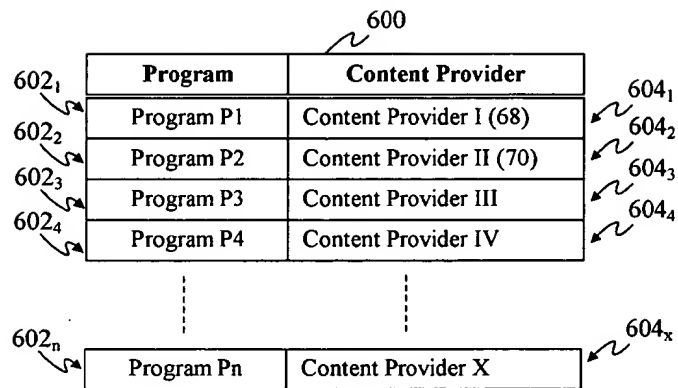 600
Program Content Provider
602₁ Program P1 Content Provider I (68) 604₁
602₂ Program P2 Content Provider II (70) 604₂
602₃ Program P3 Content Provider III 604₃
602₄ Program P4 Content Provider IV 604₄
602ₙ Program Pn Content Provider X 604ₓ